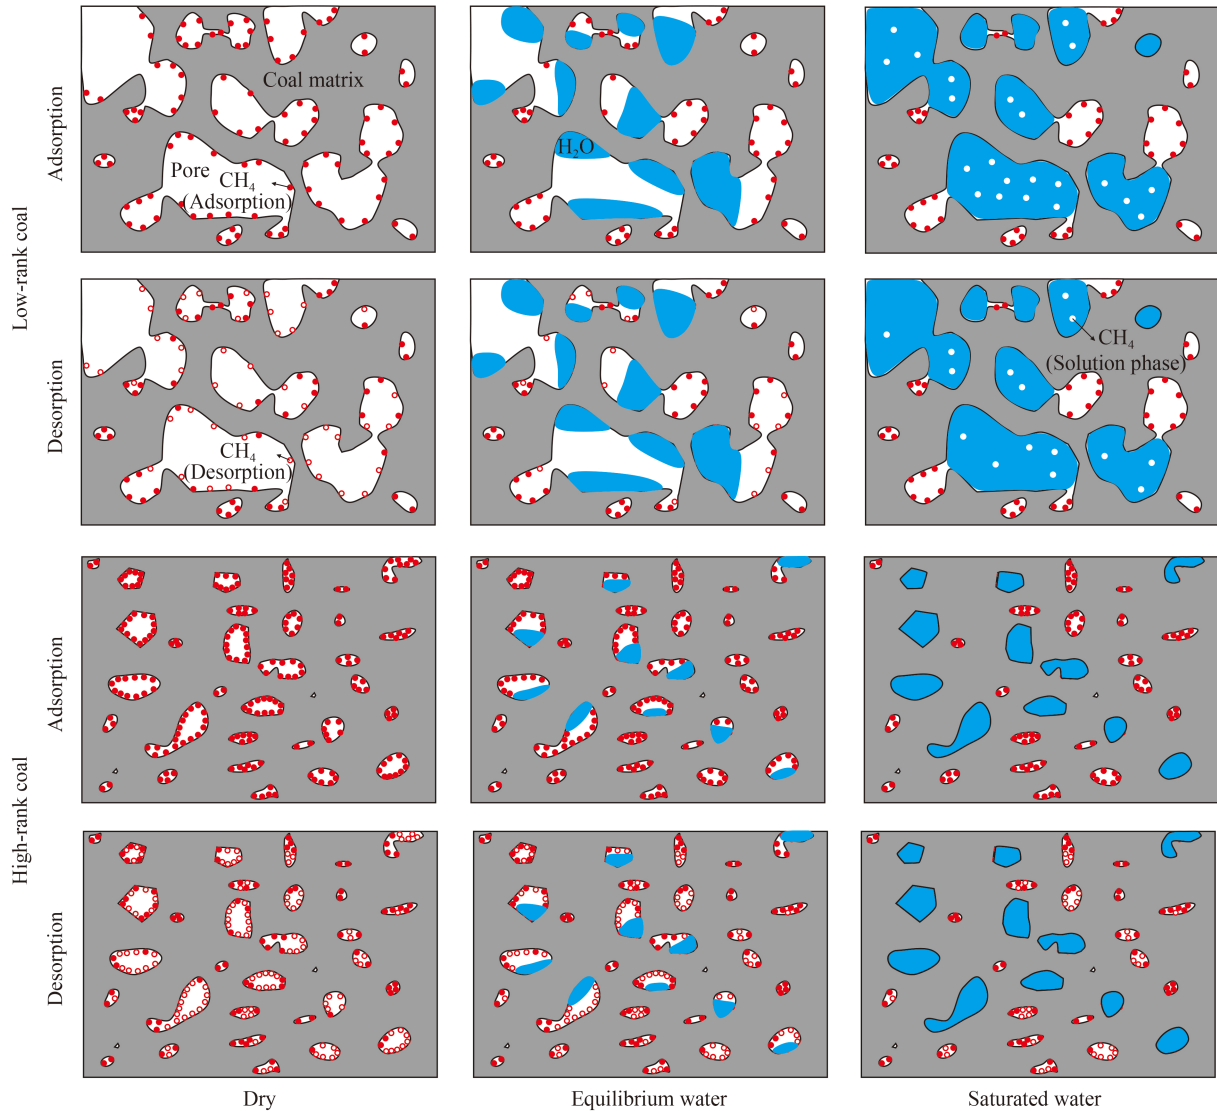 Low-rank coal
Adsorption
Coal matrix
Pore
CH₄
(Adsorption)
H₂O
Desorption
CH₄
(Desorption)
CH₄
(Solution phase)
High-rank coal
Adsorption
Desorption
Dry
Equilibrium water
Saturated water